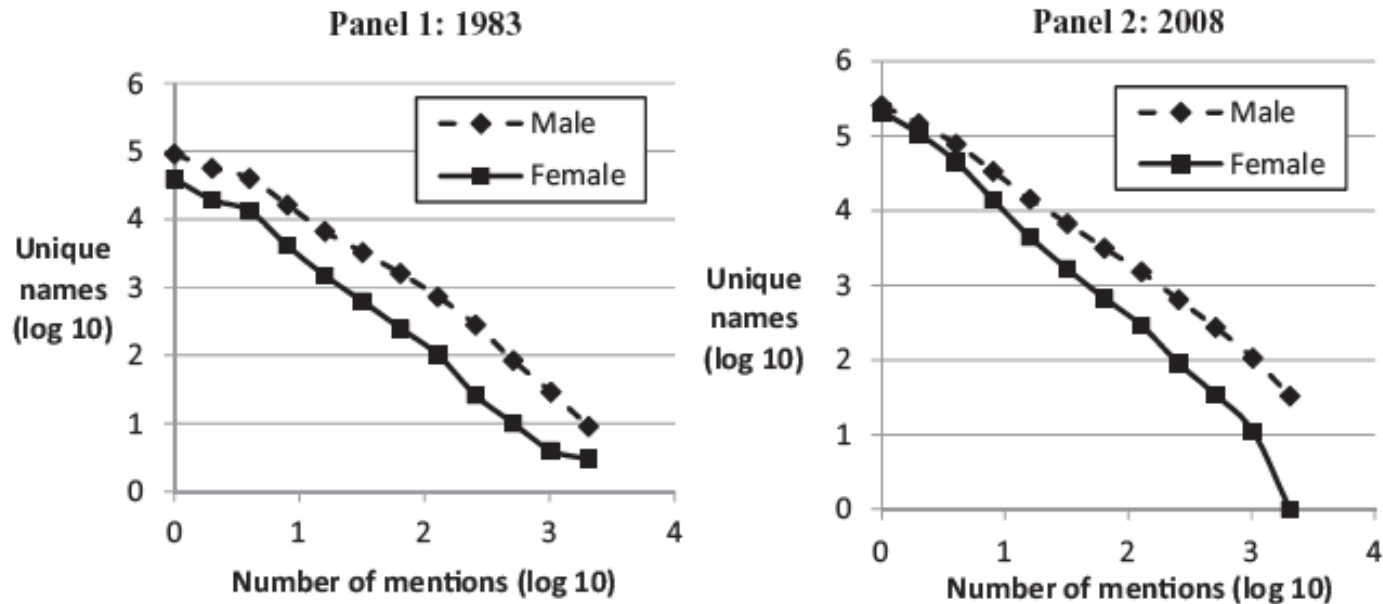 Panel 1: 1983
6
5
4
3
2
1
0
Unique
names
(log 10)
Male
Female
0 1 2 3 4
Number of mentions (log 10)
Panel 2: 2008
6
5
4
3
2
1
0
Unique
names
(log 10)
Male
Female
0 1 2 3 4
Number of mentions (log 10)